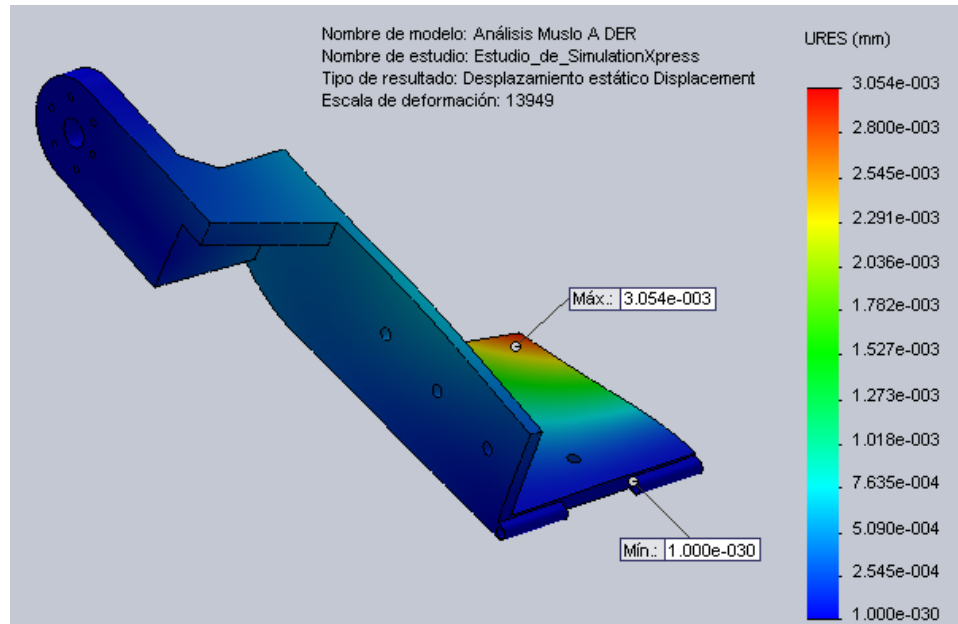 Nombre de modelo: Análisis Muslo A DER
Nombre de estudio: Estudio_de_SimulationXpress
Tipo de resultado: Desplazamiento estático Displacement
Escala de deformación: 13949
URES (mm)
3.054e-003
2.800e-003
2.545e-003
2.291e-003
2.036e-003
1.782e-003
1.527e-003
1.273e-003
1.018e-003
7.635e-004
5.090e-004
2.545e-004
1.000e-030
Máx.: 3.054e-003
Mín.: 1.000e-030